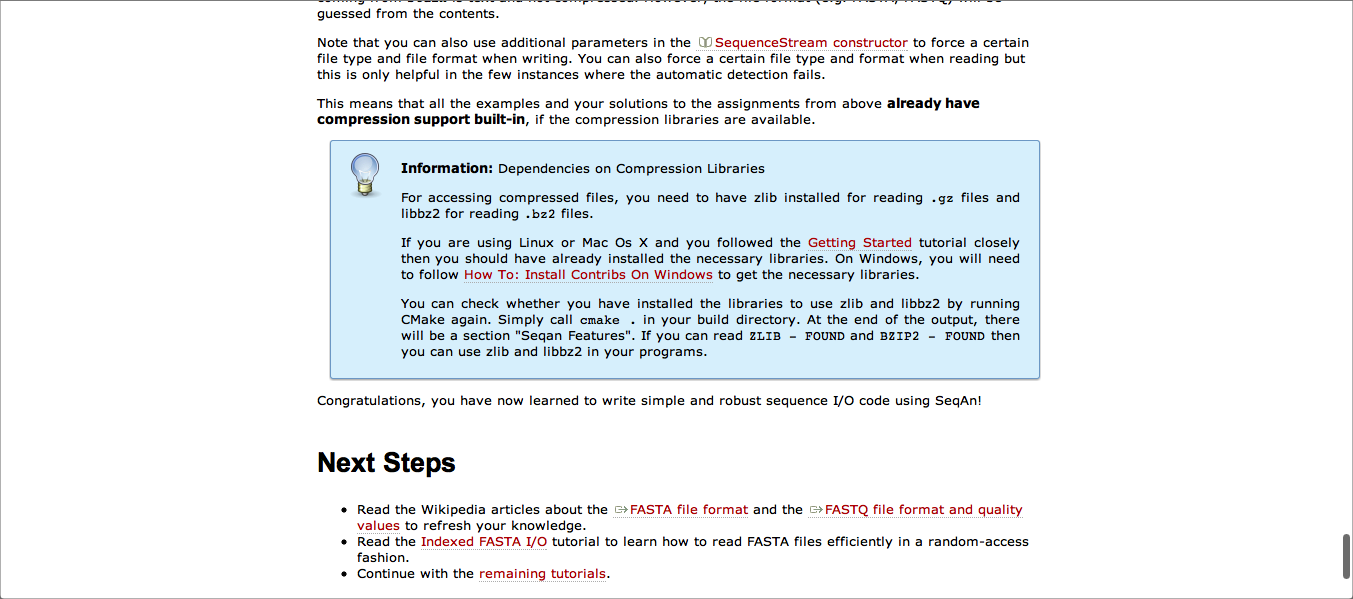 guessed from the contents.
Note that you can also use additional parameters in the SequenceStream constructor to force a certain
file type and file format when writing. You can also force a certain file type and format when reading but
this is only helpful in the few instances where the automatic detection fails.
This means that all the examples and your solutions to the assignments from above already have
compression support built-in, if the compression libraries are available.
Information: Dependencies on Compression Libraries
For accessing compressed files, you need to have zlib installed for reading .gz files and
libbz2 for reading .bz2 files.
If you are using Linux or Mac Os X and you followed the Getting Started tutorial closely
then you should have already installed the necessary libraries. On Windows, you will need
to follow How To: Install Contribs On Windows to get the necessary libraries.
You can check whether you have installed the libraries to use zlib and libbz2 by running
CMake again. Simply call cmake . in your build directory. At the end of the output, there
will be a section "Seqan Features". If you can read ZLIB - FOUND and BZIP2 - FOUND then
you can use zlib and libbz2 in your programs.
Congratulations, you have now learned to write simple and robust sequence I/O code using SeqAn!
Next Steps
• Read the Wikipedia articles about the FASTA file format and the FASTQ file format and quality
values to refresh your knowledge.
• Read the Indexed FASTA I/O tutorial to learn how to read FASTA files efficiently in a random-access
fashion.
• Continue with the remaining tutorials.